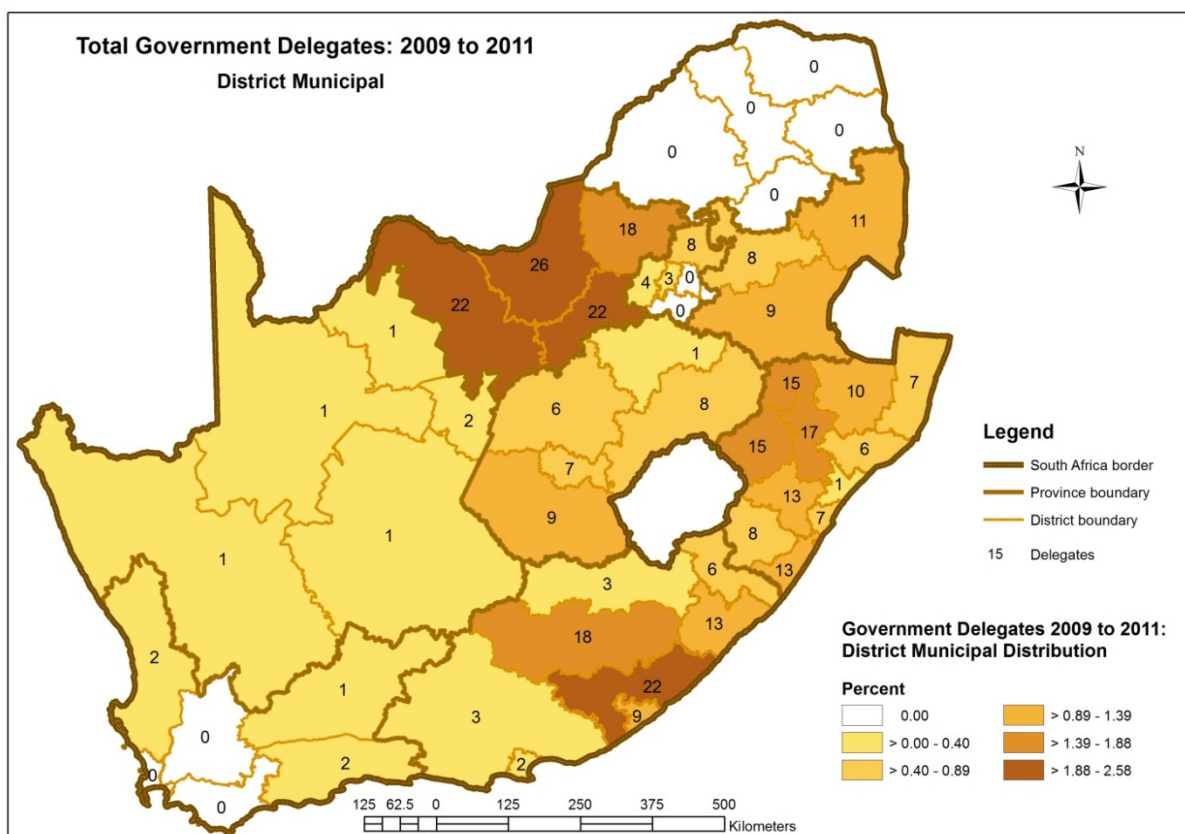 Total Government Delegates: 2009 to 2011
District Municipal
0
0
0
0
0
N
11
18
8
8
26
4 3 0
22
22
0
9
1
1
15
10
7
1
6
8
2
17
15
6
7
1
13
9
7
8
1
6
13
1
3
13
18
2
22
1
9
3
0
2
2
0
0
Legend
South Africa border
Province boundary
District boundary
15 Delegates
Government Delegates 2009 to 2011:
District Municipal Distribution
Percent
0.00
> 0.00 - 0.40
> 0.40 - 0.89
> 0.89 - 1.39
> 1.39 - 1.88
> 1.88 - 2.58
125 62.5 0 125 250 375 500
Kilometers